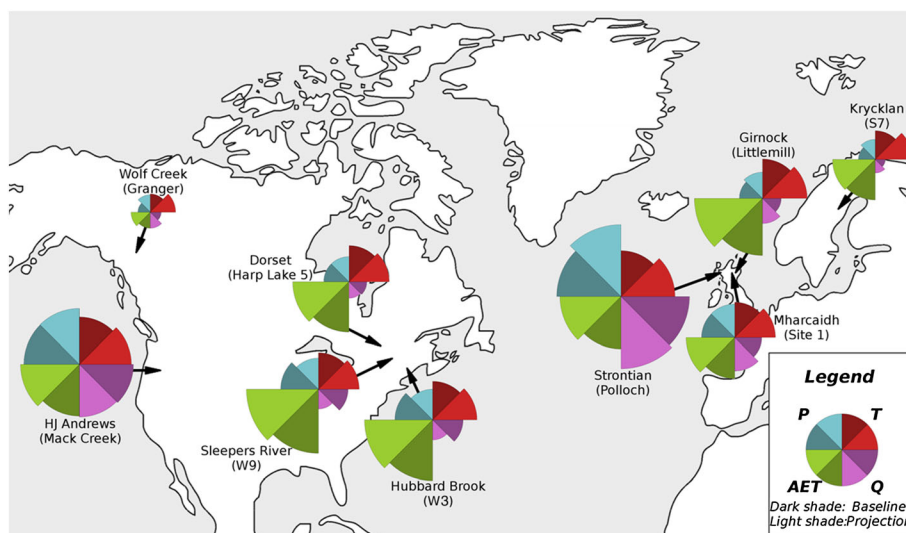 Krycklan
(S7)
Girnock
(Littlemill)
Wolf Creek
(Granger)
Dorset
(Harp Lake 5)
Mharcaidh
(Site 1)
Strontian
(Polloch)
HJ Andrews
(Mack Creek)
Sleepers River
(W9)
Hubbard Brook
(W3)
Legend
P T
AET Q
Dark shade: Baseline
Light shade:Projection